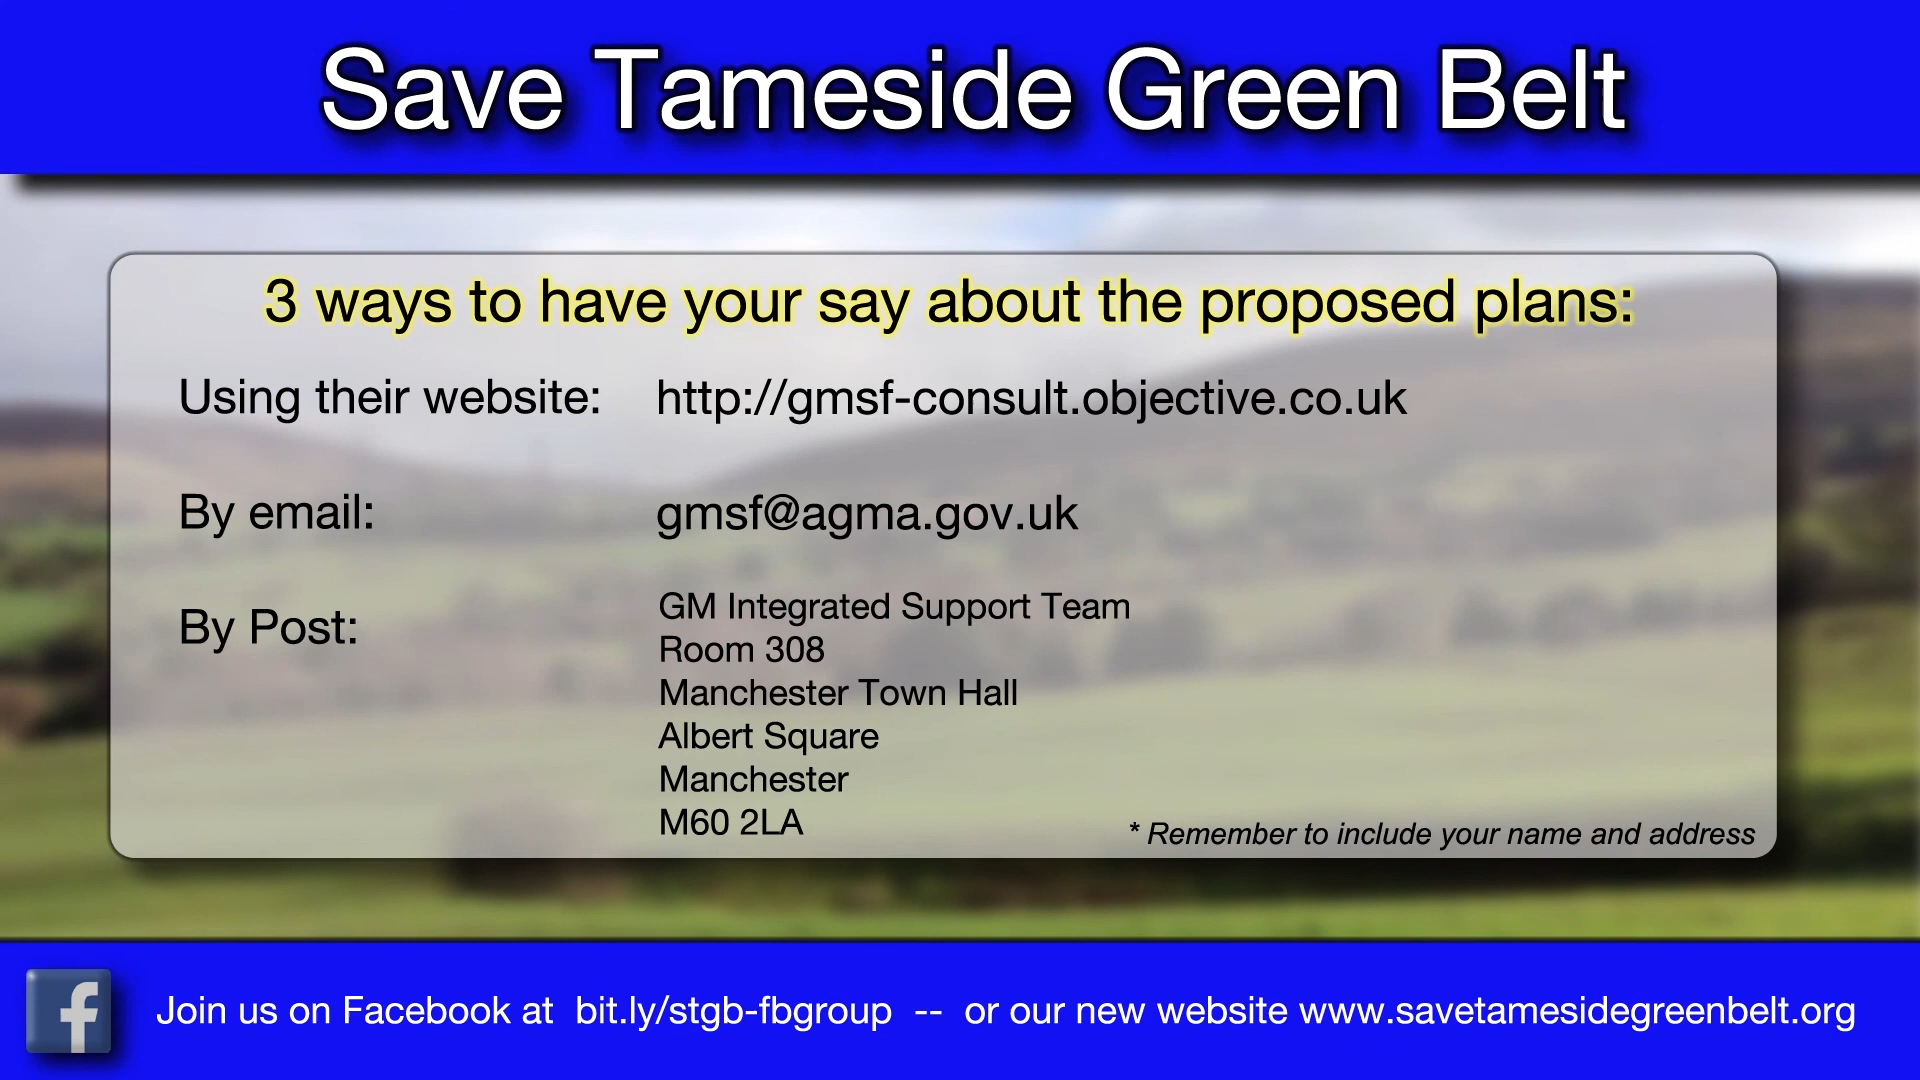 Save Tameside Green Belt
3 ways to have your say about the proposed plans:
Using their website: http://gmsf-consult.objective.co.uk
By email: gmsf@agma.gov.uk
By Post: GM Integrated Support Team
Room 308
Manchester Town Hall
Albert Square
Manchester
M60 2LA
* Remember to include your name and address
f Join us on Facebook at bit.ly/stgb-fbgroup -- or our new website www.savetamesidegreenbelt.org